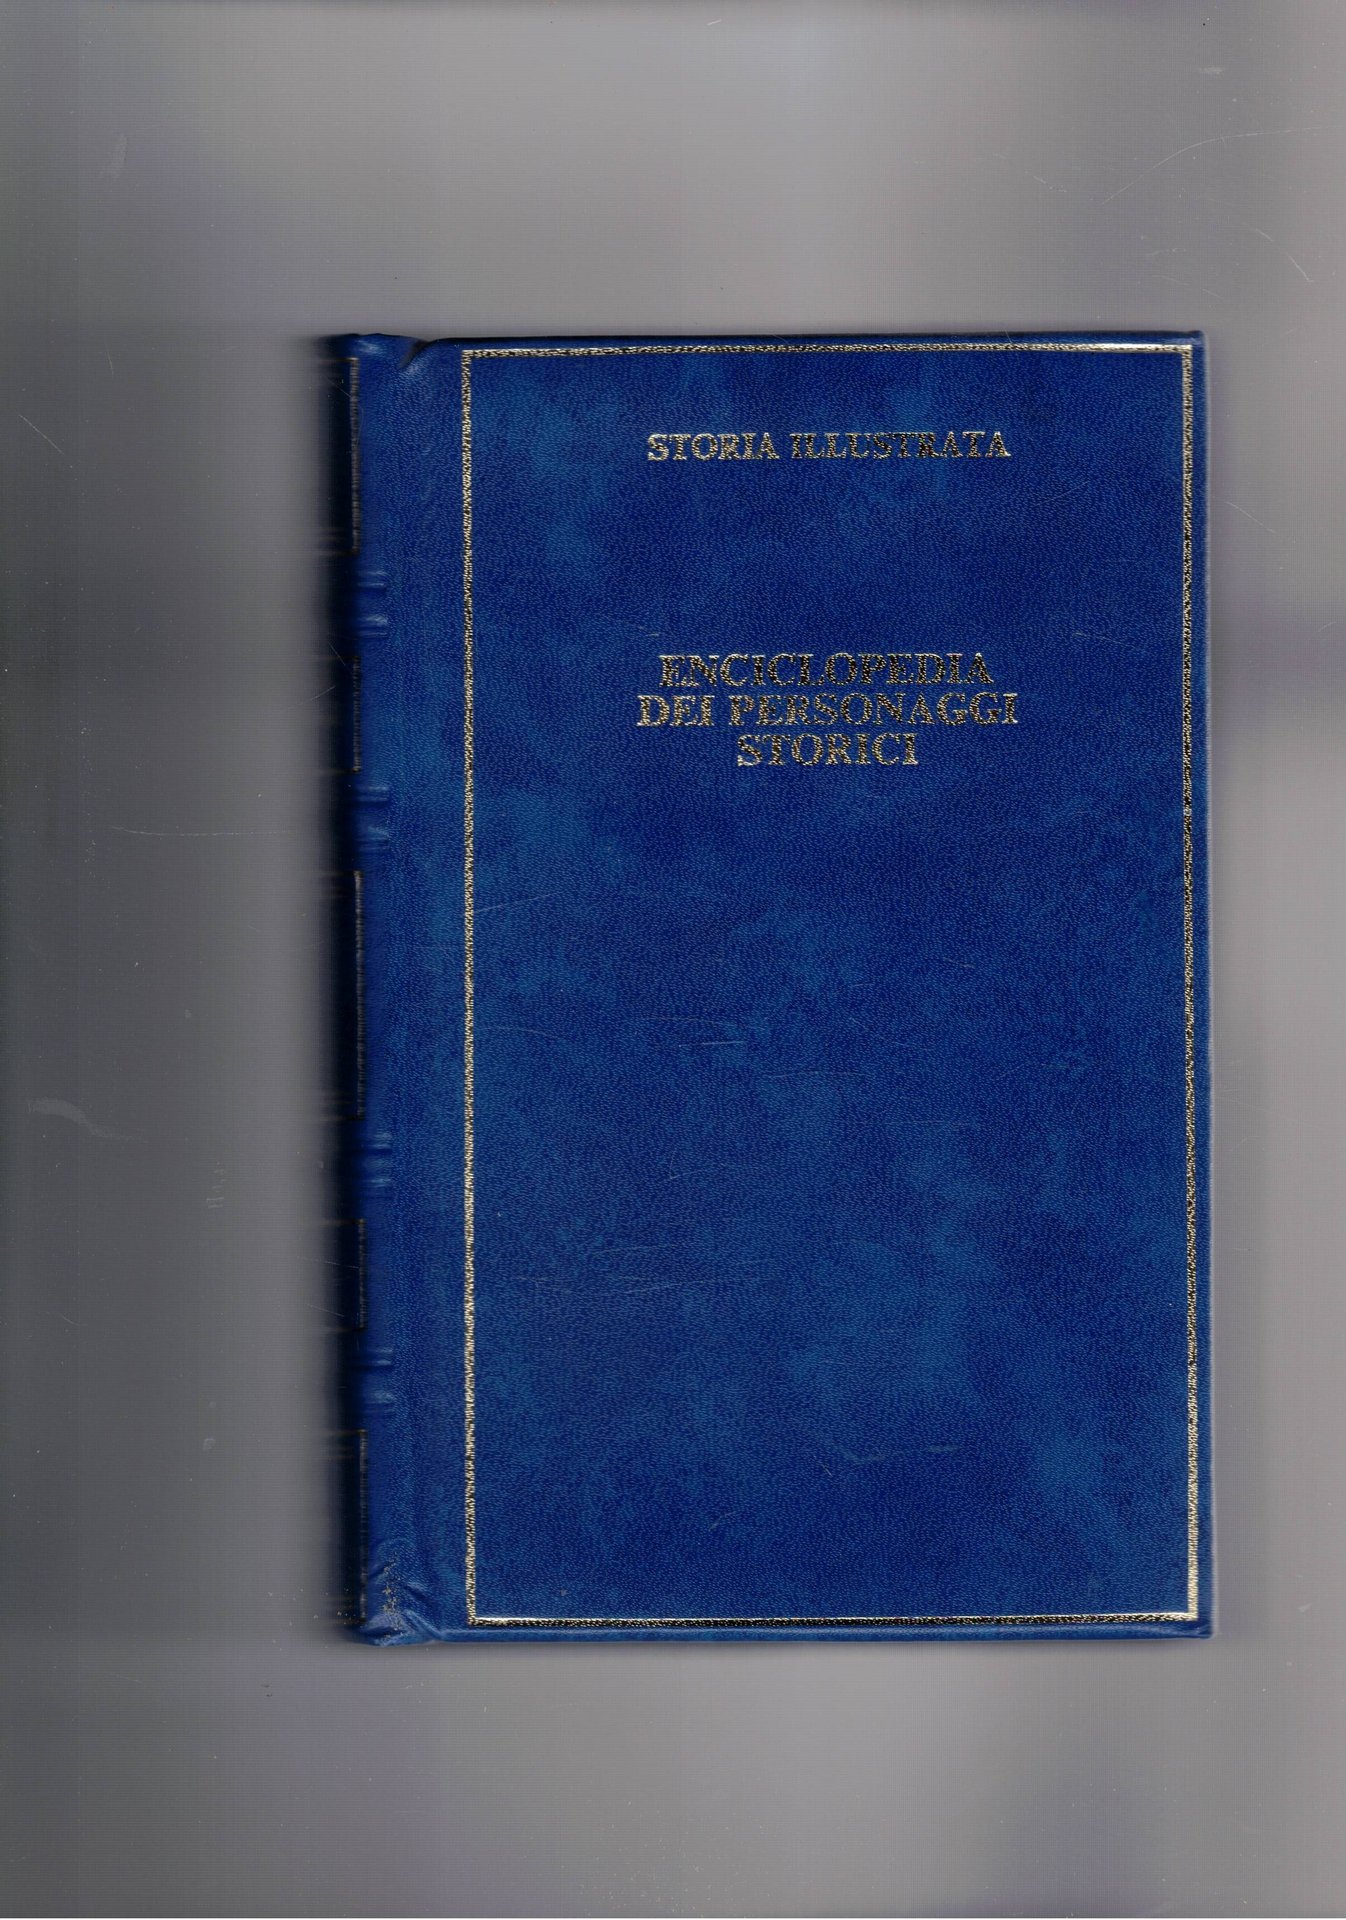 STORIA ILLUSTRATA
ENCICLOPEDIA
DEI PERSONAGGI
STORICI